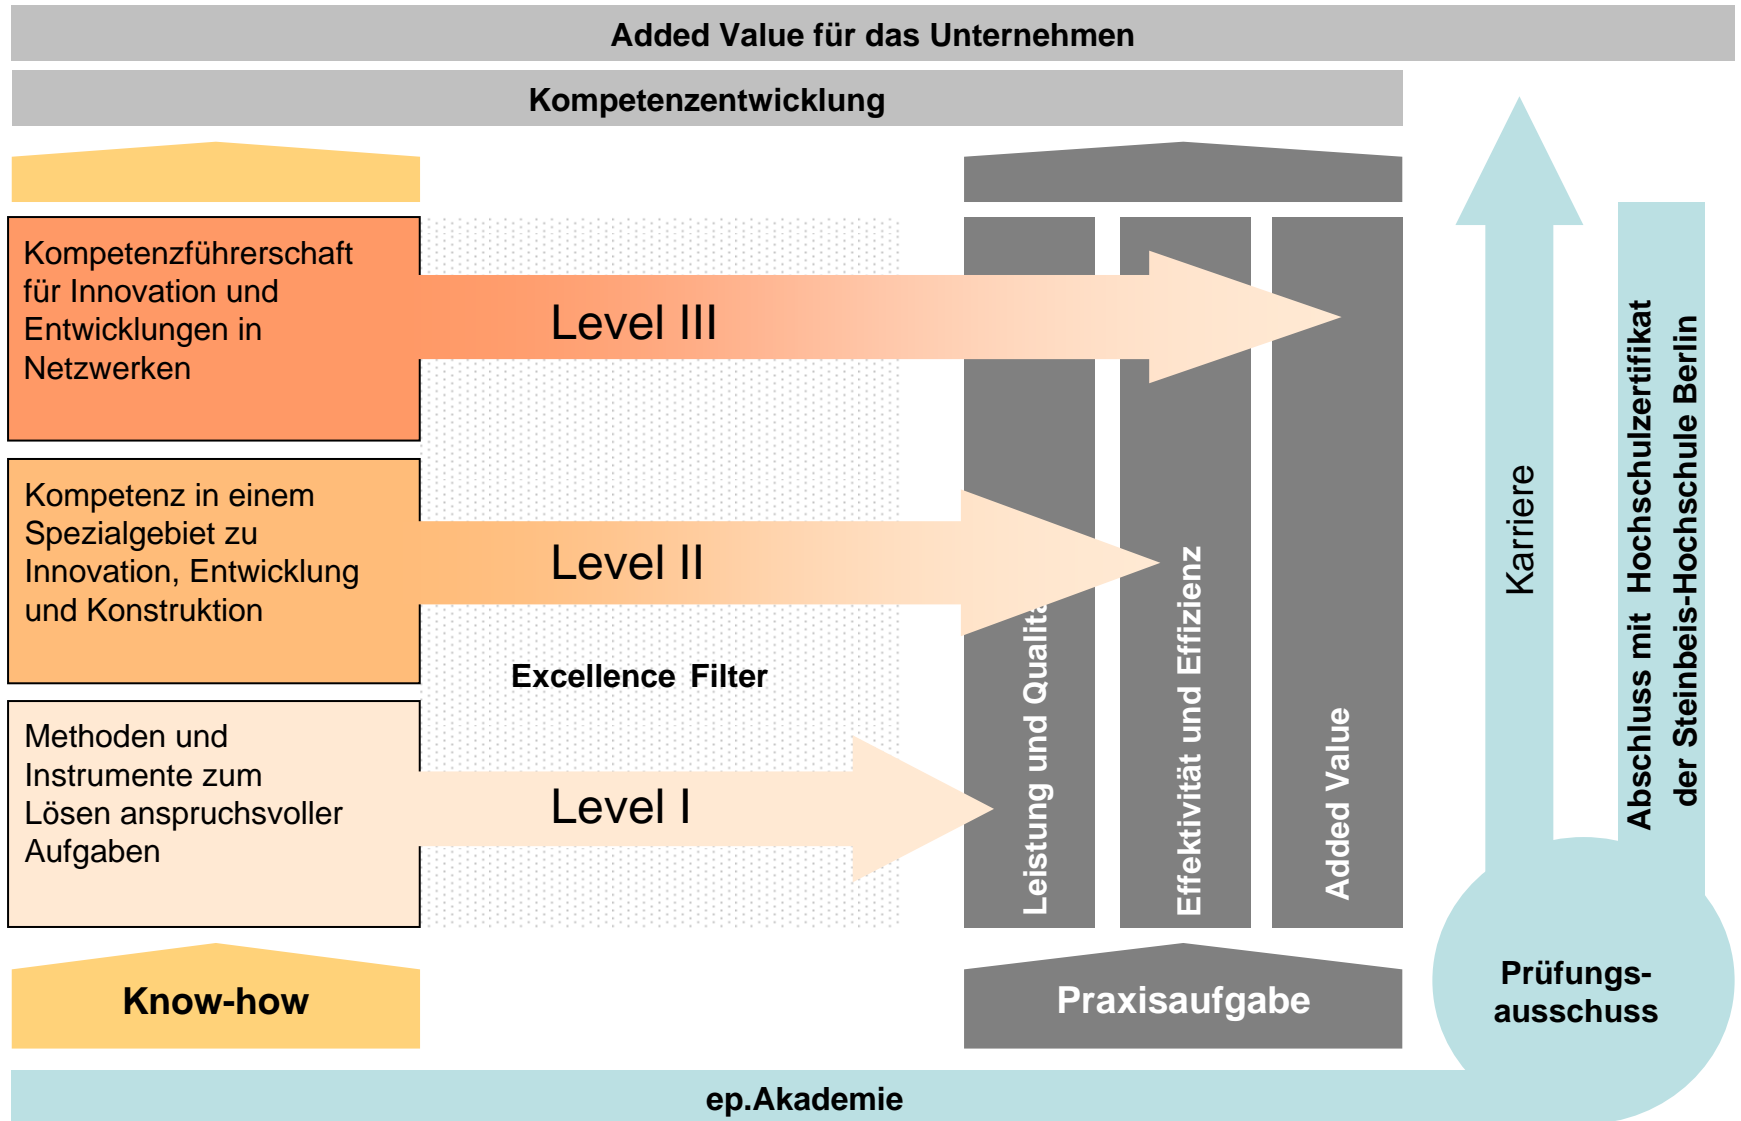 Added Value für das Unternehmen
Kompetenzentwicklung
Kompetenzführerschaft
für Innovation und
Entwicklungen in
Netzwerken
Level III
Kompetenz in einem
Spezialgebiet zu
Innovation, Entwicklung
und Konstruktion
Level II
Excellence Filter
Methoden und
Instrumente zum
Lösen anspruchsvoller
Aufgaben
Level I
Leistung und Qualitä
Effektivität und Effizienz
Added Value
Karriere
Abschluss mit Hochschulzertifikat
der Steinbeis-Hochschule Berlin
Know-how
Praxisaufgabe
Prüfungs-
ausschuss
ep.Akademie